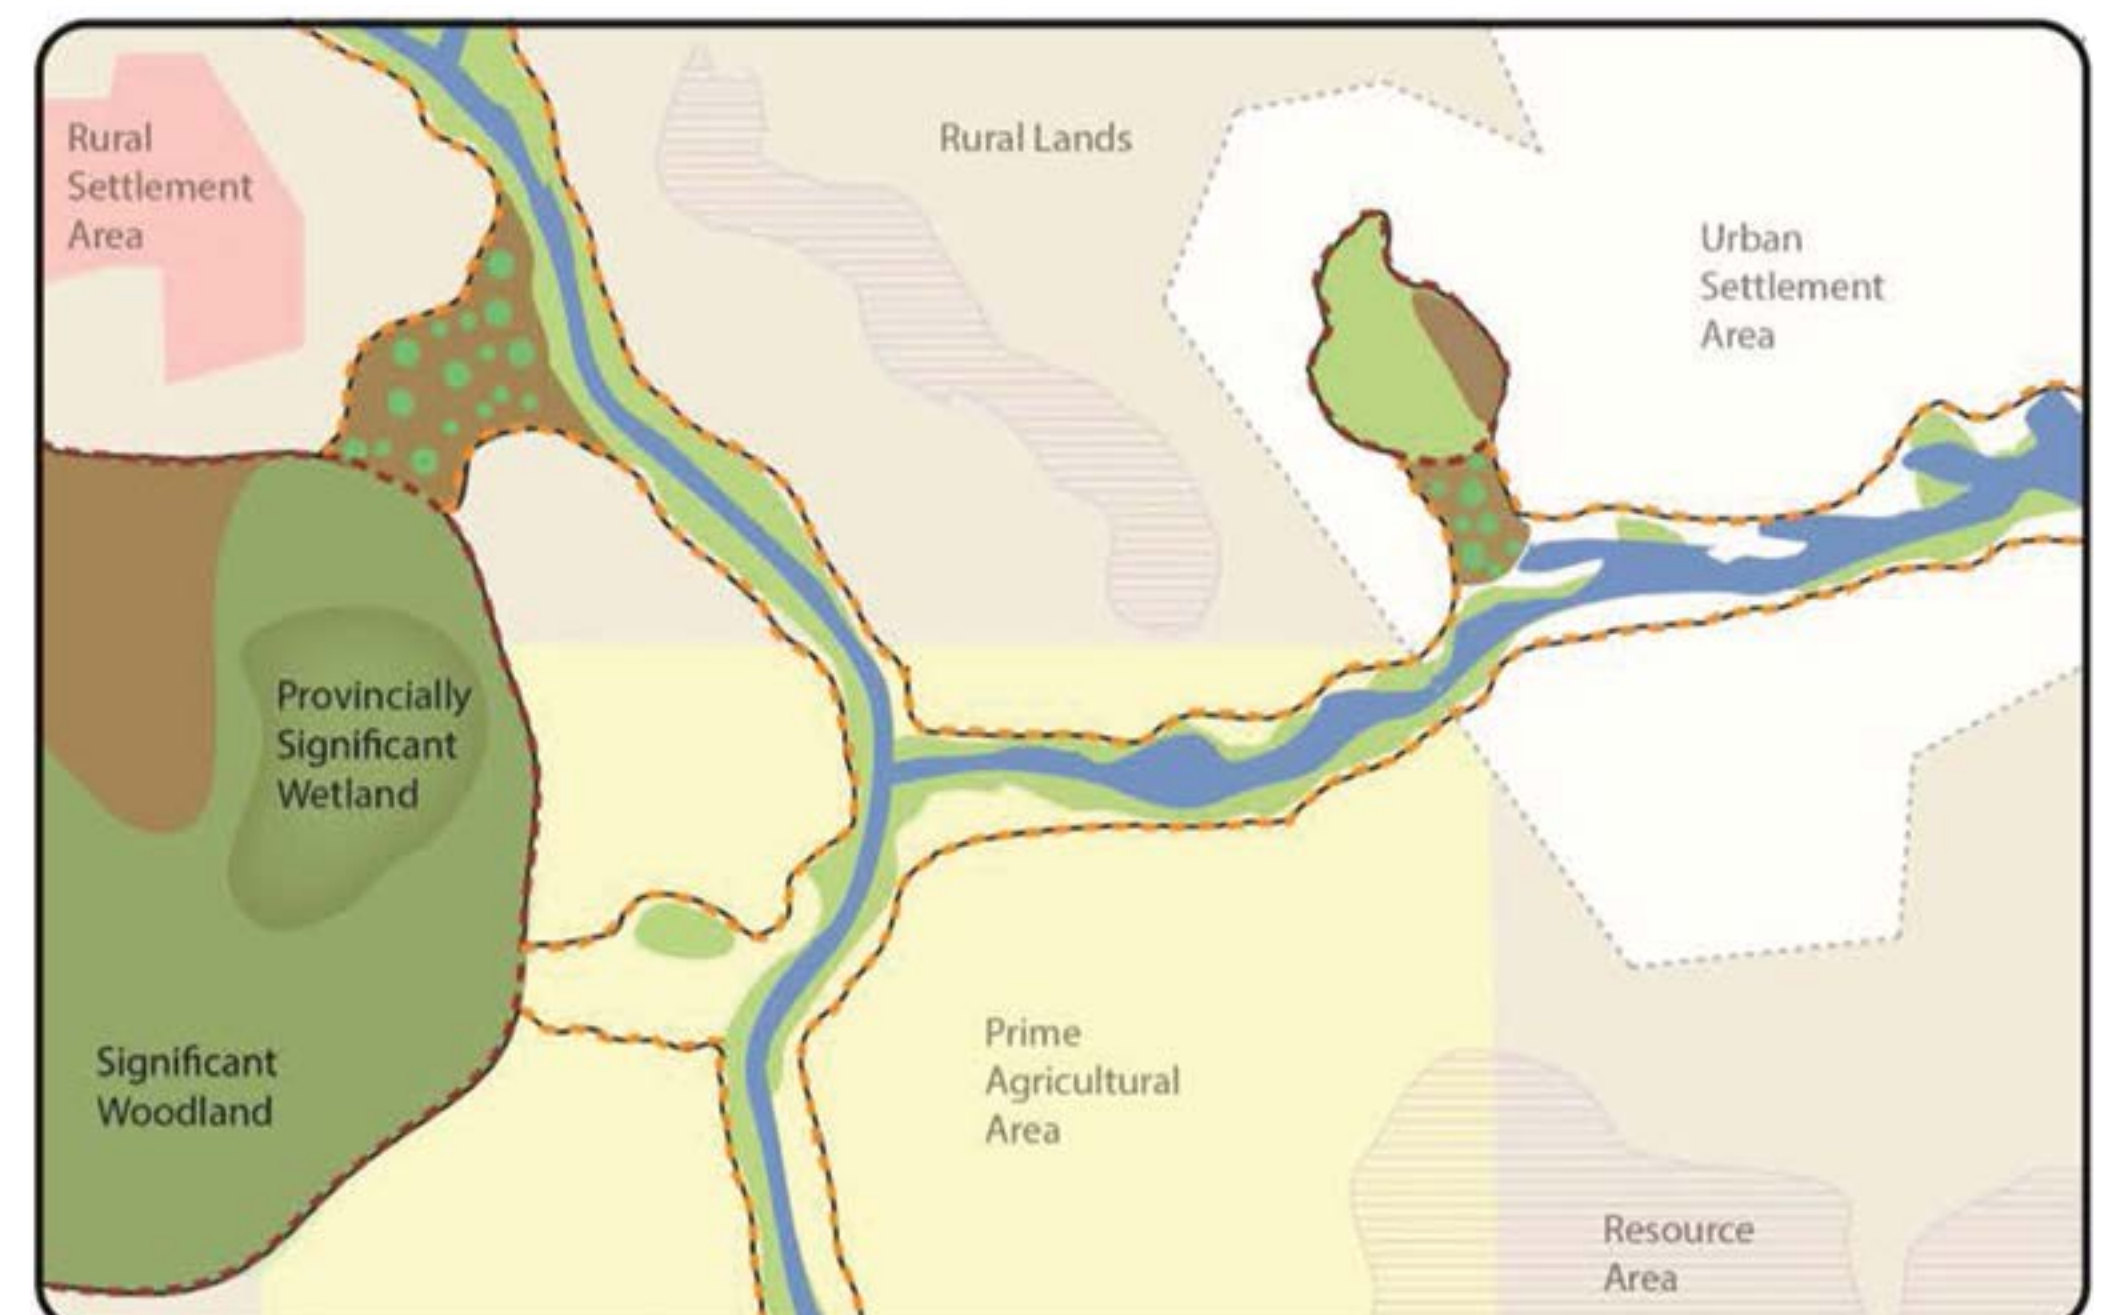 Rural
Settlement
Area
Rural Lands
Urban
Settlement
Area
Provincially
Significant
Wetland
Significant
Woodland
Prime
Agricultural
Area
Resource
Area